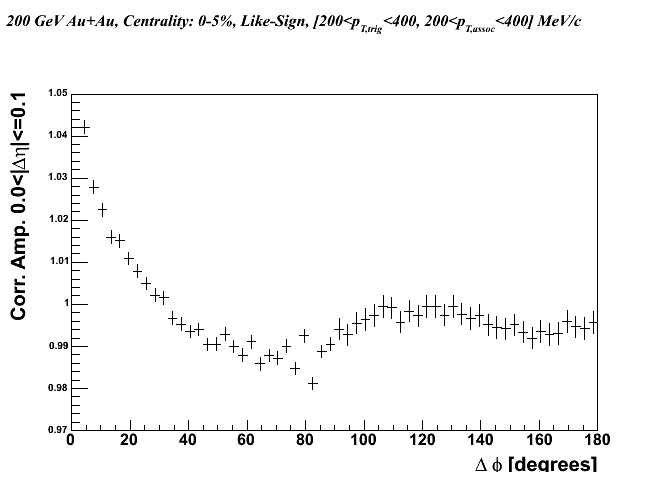 200 GeV Au+Au, Centrality: 0-5%, Like-Sign, [200<p_T,trig<400, 200<p_T,assoc<400] MeV/c
Corr. Amp. 0.0<|Δη|<=0.1
1.05
1.04
1.03
1.02
1.01
1
0.99
0.98
0.97
0 20 40 60 80 100 120 140 160 180
Δ ϕ [degrees]